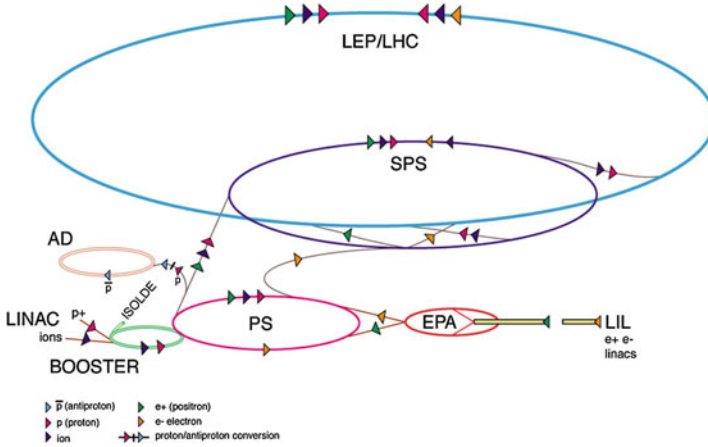 LEP/LHC
SPS
AD
p̅
p
ISOLDE
LINAC
p+
ions
BOOSTER
PS
EPA
LIL
e+ e-
linacs
p̅ (antiproton)
p (proton)
ion
e+ (positron)
e- electron
proton/antiproton conversion